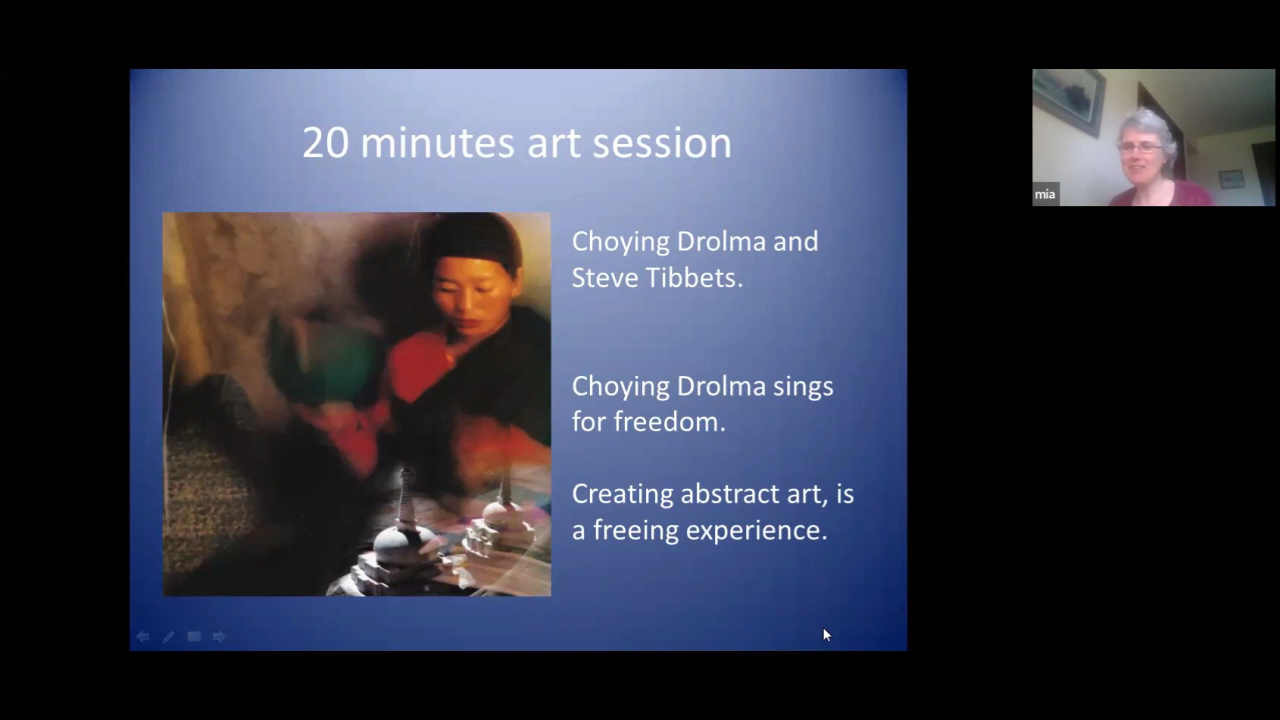 20 minutes art session
Choying Drolma and
Steve Tibbets.
Choying Drolma sings
for freedom.
Creating abstract art, is
a freeing experience.
mia